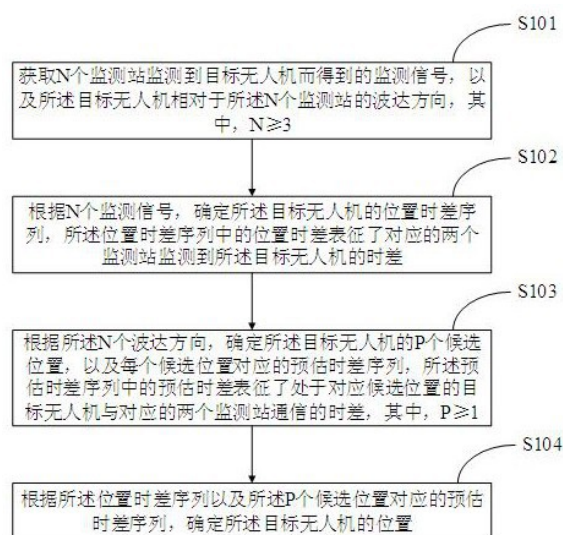 S101
获取N个监测站监测到目标无人机而得到的监测信号，以
及所述目标无人机相对于所述N个监测站的波达方向，其
中，N≥3
S102
根据N个监测信号，确定所述目标无人机的位置时差序
列，所述位置时差序列中的位置时差表征了对应的两个
监测站监测到所述目标无人机的时差
S103
根据所述N个波达方向，确定所述目标无人机的P个候选
位置，以及每个候选位置对应的预估时差序列，所述预
估时差序列中的预估时差表征了处于对应候选位置的目
标无人机与对应的两个监测站通信的时差，其中，P≥1
S104
根据所述位置时差序列以及所述P个候选位置对应的预估
时差序列，确定所述目标无人机的位置